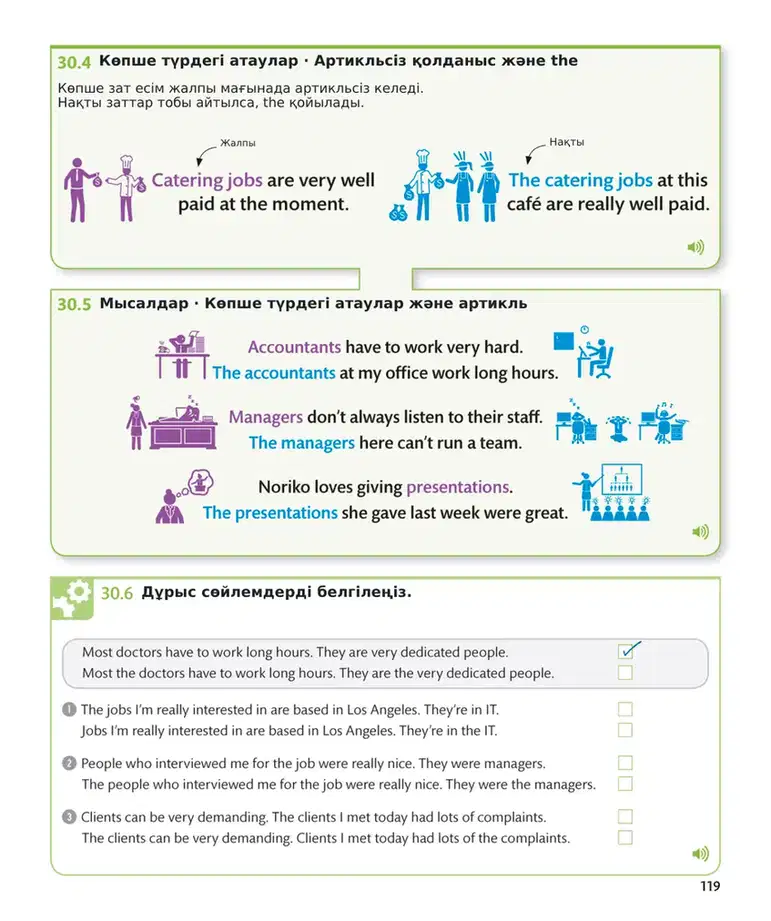 30.4 Көпше түрдегі атаулар · Артикльсіз қолданыс және the
Көпше зат есім жалпы мағынада артикльсіз келеді.
Нақты заттар тобы айтылса, the қойылады.
Жалпы
Catering jobs are very well
paid at the moment.
Нақты
The catering jobs at this
café are really well paid.
30.5 Мысалдар · Көпше түрдегі атаулар және артикль
Accountants have to work very hard.
The accountants at my office work long hours.
Managers don't always listen to their staff.
The managers here can't run a team.
Noriko loves giving presentations.
The presentations she gave last week were great.
30.6 Дұрыс сөйлемдерді белгілеңіз.
Most doctors have to work long hours. They are very dedicated people.
Most the doctors have to work long hours. They are the very dedicated people.
1 The jobs I'm really interested in are based in Los Angeles. They're in IT.
Jobs I'm really interested in are based in Los Angeles. They're in the IT.
2 People who interviewed me for the job were really nice. They were managers.
The people who interviewed me for the job were really nice. They were the managers.
3 Clients can be very demanding. The clients I met today had lots of complaints.
The clients can be very demanding. Clients I met today had lots of the complaints.
119